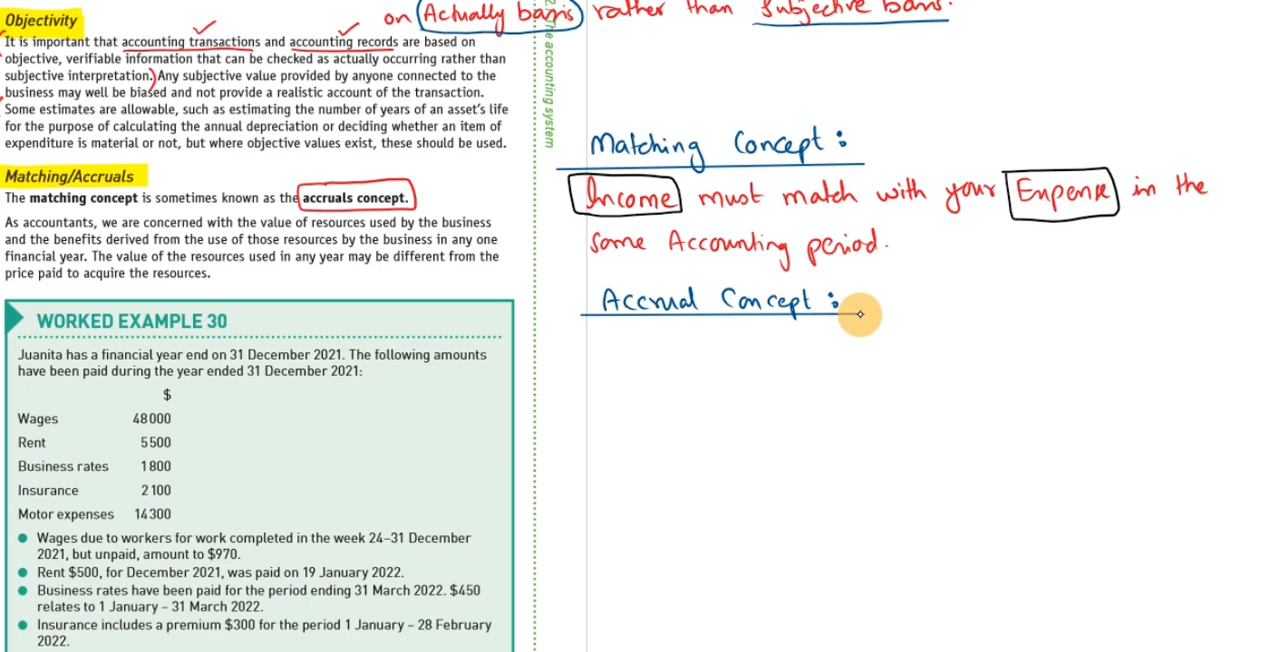 on Actually basis rather than Subjective basis.
Objectivity
It is important that accounting transactions and accounting records are based on
objective, verifiable information that can be checked as actually occurring rather than
subjective interpretation. Any subjective value provided by anyone connected to the
business may well be biased and not provide a realistic account of the transaction.
Some estimates are allowable, such as estimating the number of years of an asset's life
for the purpose of calculating the annual depreciation or deciding whether an item of
expenditure is material or not, but where objective values exist, these should be used.
Matching/Accruals
The matching concept is sometimes known as the accruals concept.
As accountants, we are concerned with the value of resources used by the business
and the benefits derived from the use of those resources by the business in any one
financial year. The value of the resources used in any year may be different from the
price paid to acquire the resources.
WORKED EXAMPLE 30
Juanita has a financial year end on 31 December 2021. The following amounts
have been paid during the year ended 31 December 2021:
$
Wages 48 000
Rent 5 500
Business rates 1 800
Insurance 2 100
Motor expenses 14 300
Wages due to workers for work completed in the week 24–31 December
2021, but unpaid, amount to $970.
Rent $500, for December 2021, was paid on 19 January 2022.
Business rates have been paid for the period ending 31 March 2022. $450
relates to 1 January – 31 March 2022.
Insurance includes a premium $300 for the period 1 January – 28 February
2022.
The accounting system
Matching Concept:
Income must match with your Expense in the
same Accounting period.
Accrual Concept: